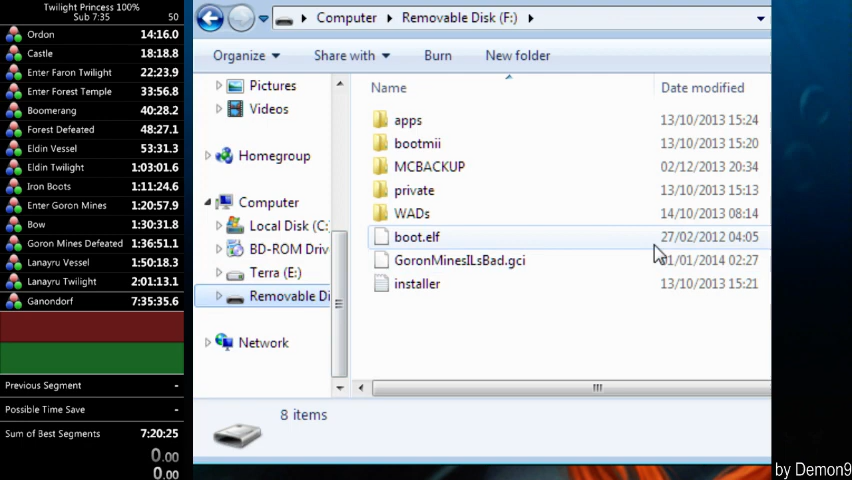 Twilight Princess 100%
Sub 7:35 50
Ordon 14:16.0
Castle 18:18.8
Enter Faron Twilight 22:23.9
Enter Forest Temple 33:56.8
Boomerang 40:28.2
Forest Defeated 48:27.1
Eldin Vessel 53:31.3
Eldin Twilight 1:03:01.6
Iron Boots 1:11:24.6
Enter Goron Mines 1:20:57.9
Bow 1:30:31.8
Goron Mines Defeated 1:36:51.1
Lanayru Vessel 1:50:18.3
Lanayru Twilight 2:01:13.1
Ganondorf 7:35:35.6
Previous Segment -
Possible Time Save -
Sum of Best Segments 7:20:25
0.00
0.00
Computer Removable Disk (F:)
Organize Share with Burn New folder
Pictures
Videos
Homegroup
Computer
Local Disk (C:
BD-ROM Driv
Terra (E:)
Removable Di
Network
Name Date modified
apps 13/10/2013 15:24
bootmii 13/10/2013 15:20
MCBACKUP 02/12/2013 20:34
private 13/10/2013 15:13
WADs 14/10/2013 08:14
boot.elf 27/02/2012 04:05
GoronMinesILsBad.gci 01/01/2014 02:27
installer 13/10/2013 15:21
8 items
by Demon9